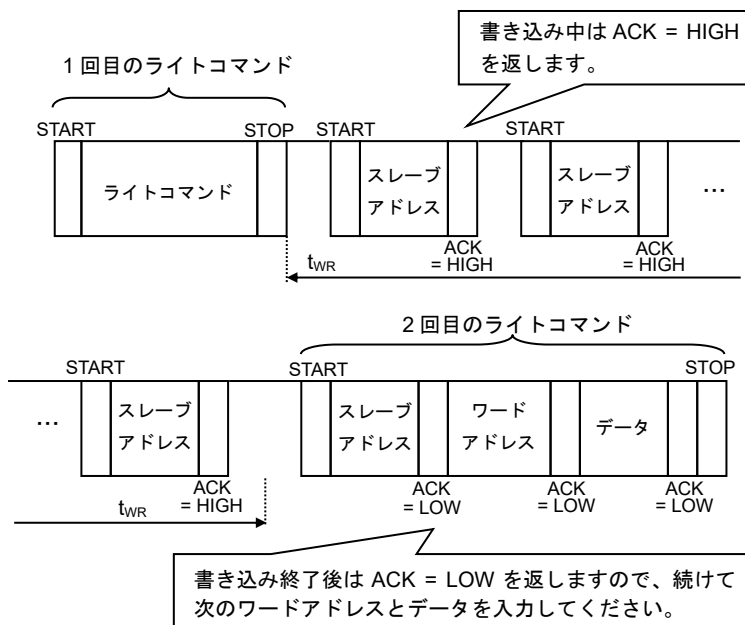 書き込み中は ACK = HIGH
を返します。
1 回目のライトコマンド
START
STOP
START
START
ライトコマンド
スレーブ
アドレス
スレーブ
アドレス
…
ACK
= HIGH
ACK
= HIGH
tWR
2 回目のライトコマンド
START
START
STOP
…
スレーブ
アドレス
スレーブ
アドレス
ワード
アドレス
データ
ACK
= HIGH
ACK
= LOW
ACK
= LOW
ACK
= LOW
tWR
書き込み終了後は ACK = LOW を返しますので、続けて
次のワードアドレスとデータを入力してください。